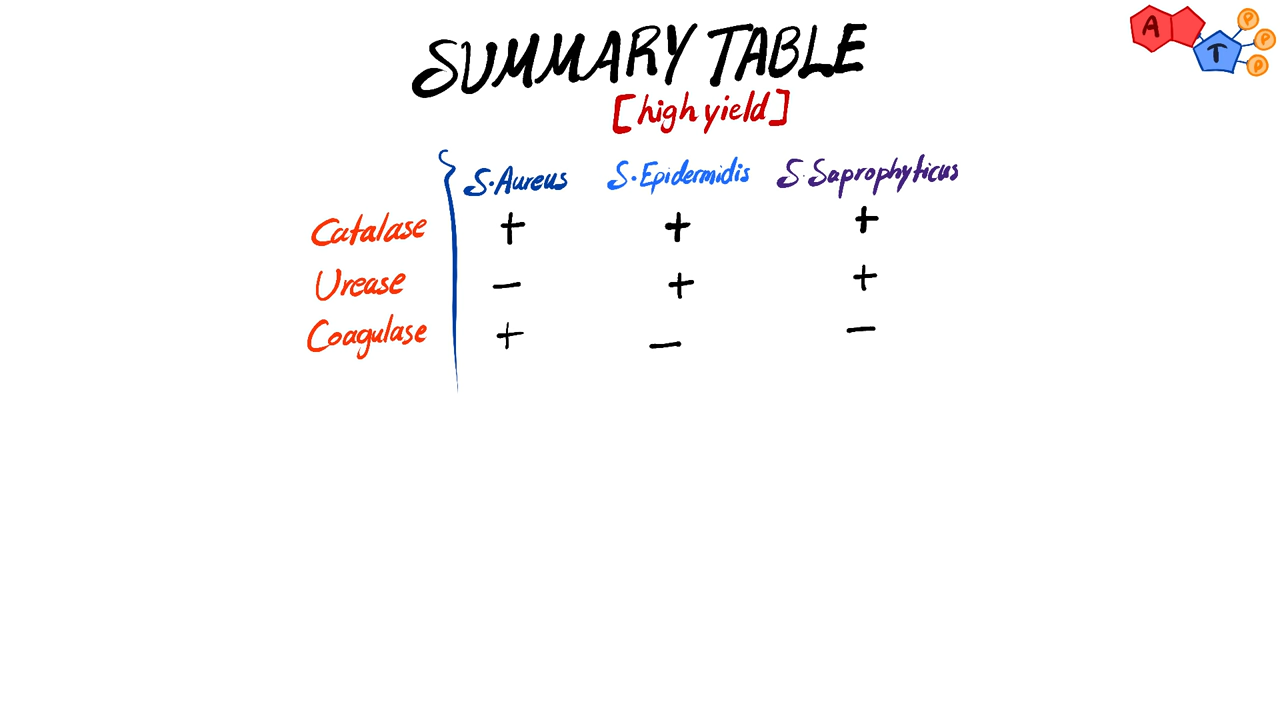 SUMMARY TABLE
[high yield]
S. Aureus S. Epidermidis S. Saprophyticus
Catalase + + +
Urease - + +
Coagulase + - -
A T P P P